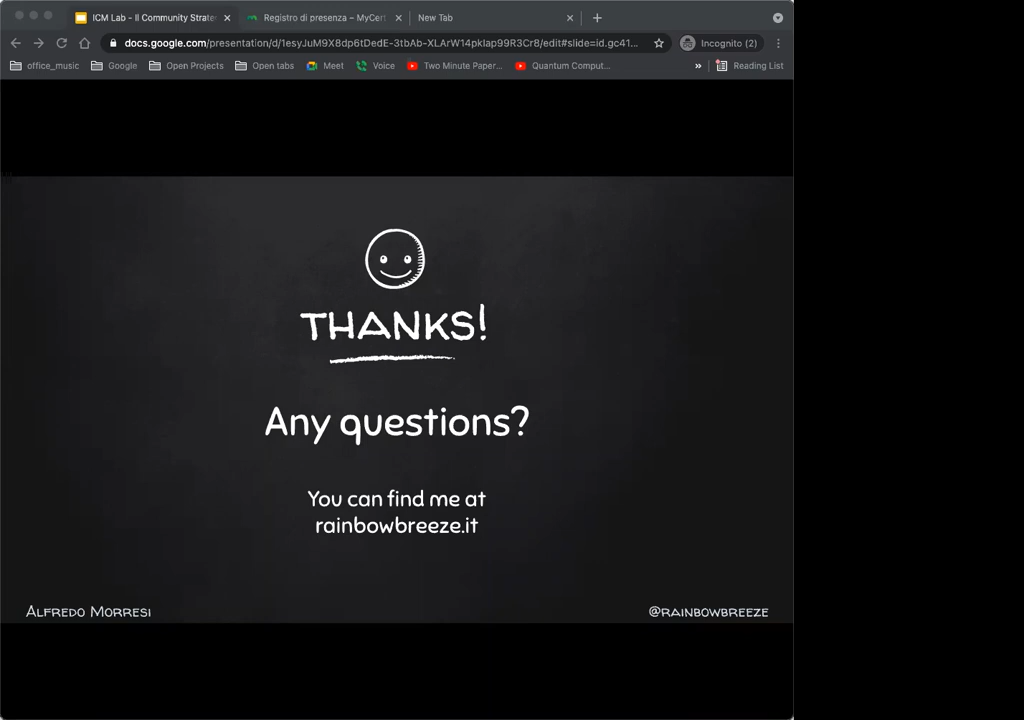 ICM Lab - Il Community Strate
Registro di presenza - MyCert
New Tab
docs.google.com/presentation/d/1esyJuM9X8dp6tDedE-3tbAb-XLArW14pkIap99R3Cr8/edit#slide=id.gc41...
Incognito (2)
office_music
Google
Open Projects
Open tabs
Meet
Voice
Two Minute Paper...
Quantum Comput...
»
Reading List
THANKS!
Any questions?
You can find me at
rainbowbreeze.it
Alfredo Morresi
@rainbowbreeze